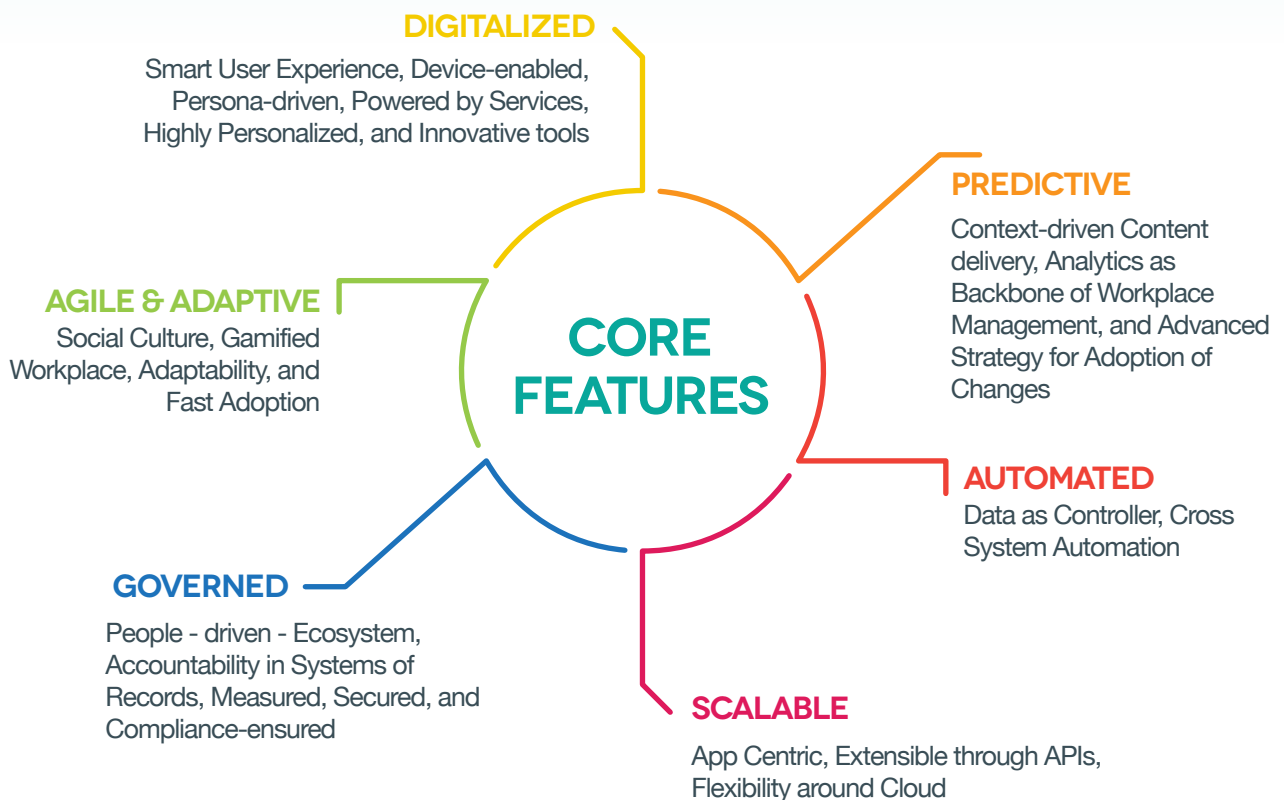 DIGITALIZED
Smart User Experience, Device-enabled,
Persona-driven, Powered by Services,
Highly Personalized, and Innovative tools
PREDICTIVE
Context-driven Content
delivery, Analytics as
Backbone of Workplace
Management, and Advanced
Strategy for Adoption of
Changes
AGILE & ADAPTIVE
Social Culture, Gamified
Workplace, Adaptability, and
Fast Adoption
CORE
FEATURES
AUTOMATED
Data as Controller, Cross
System Automation
GOVERNED
People - driven - Ecosystem,
Accountability in Systems of
Records, Measured, Secured, and
Compliance-ensured
SCALABLE
App Centric, Extensible through APIs,
Flexibility around Cloud